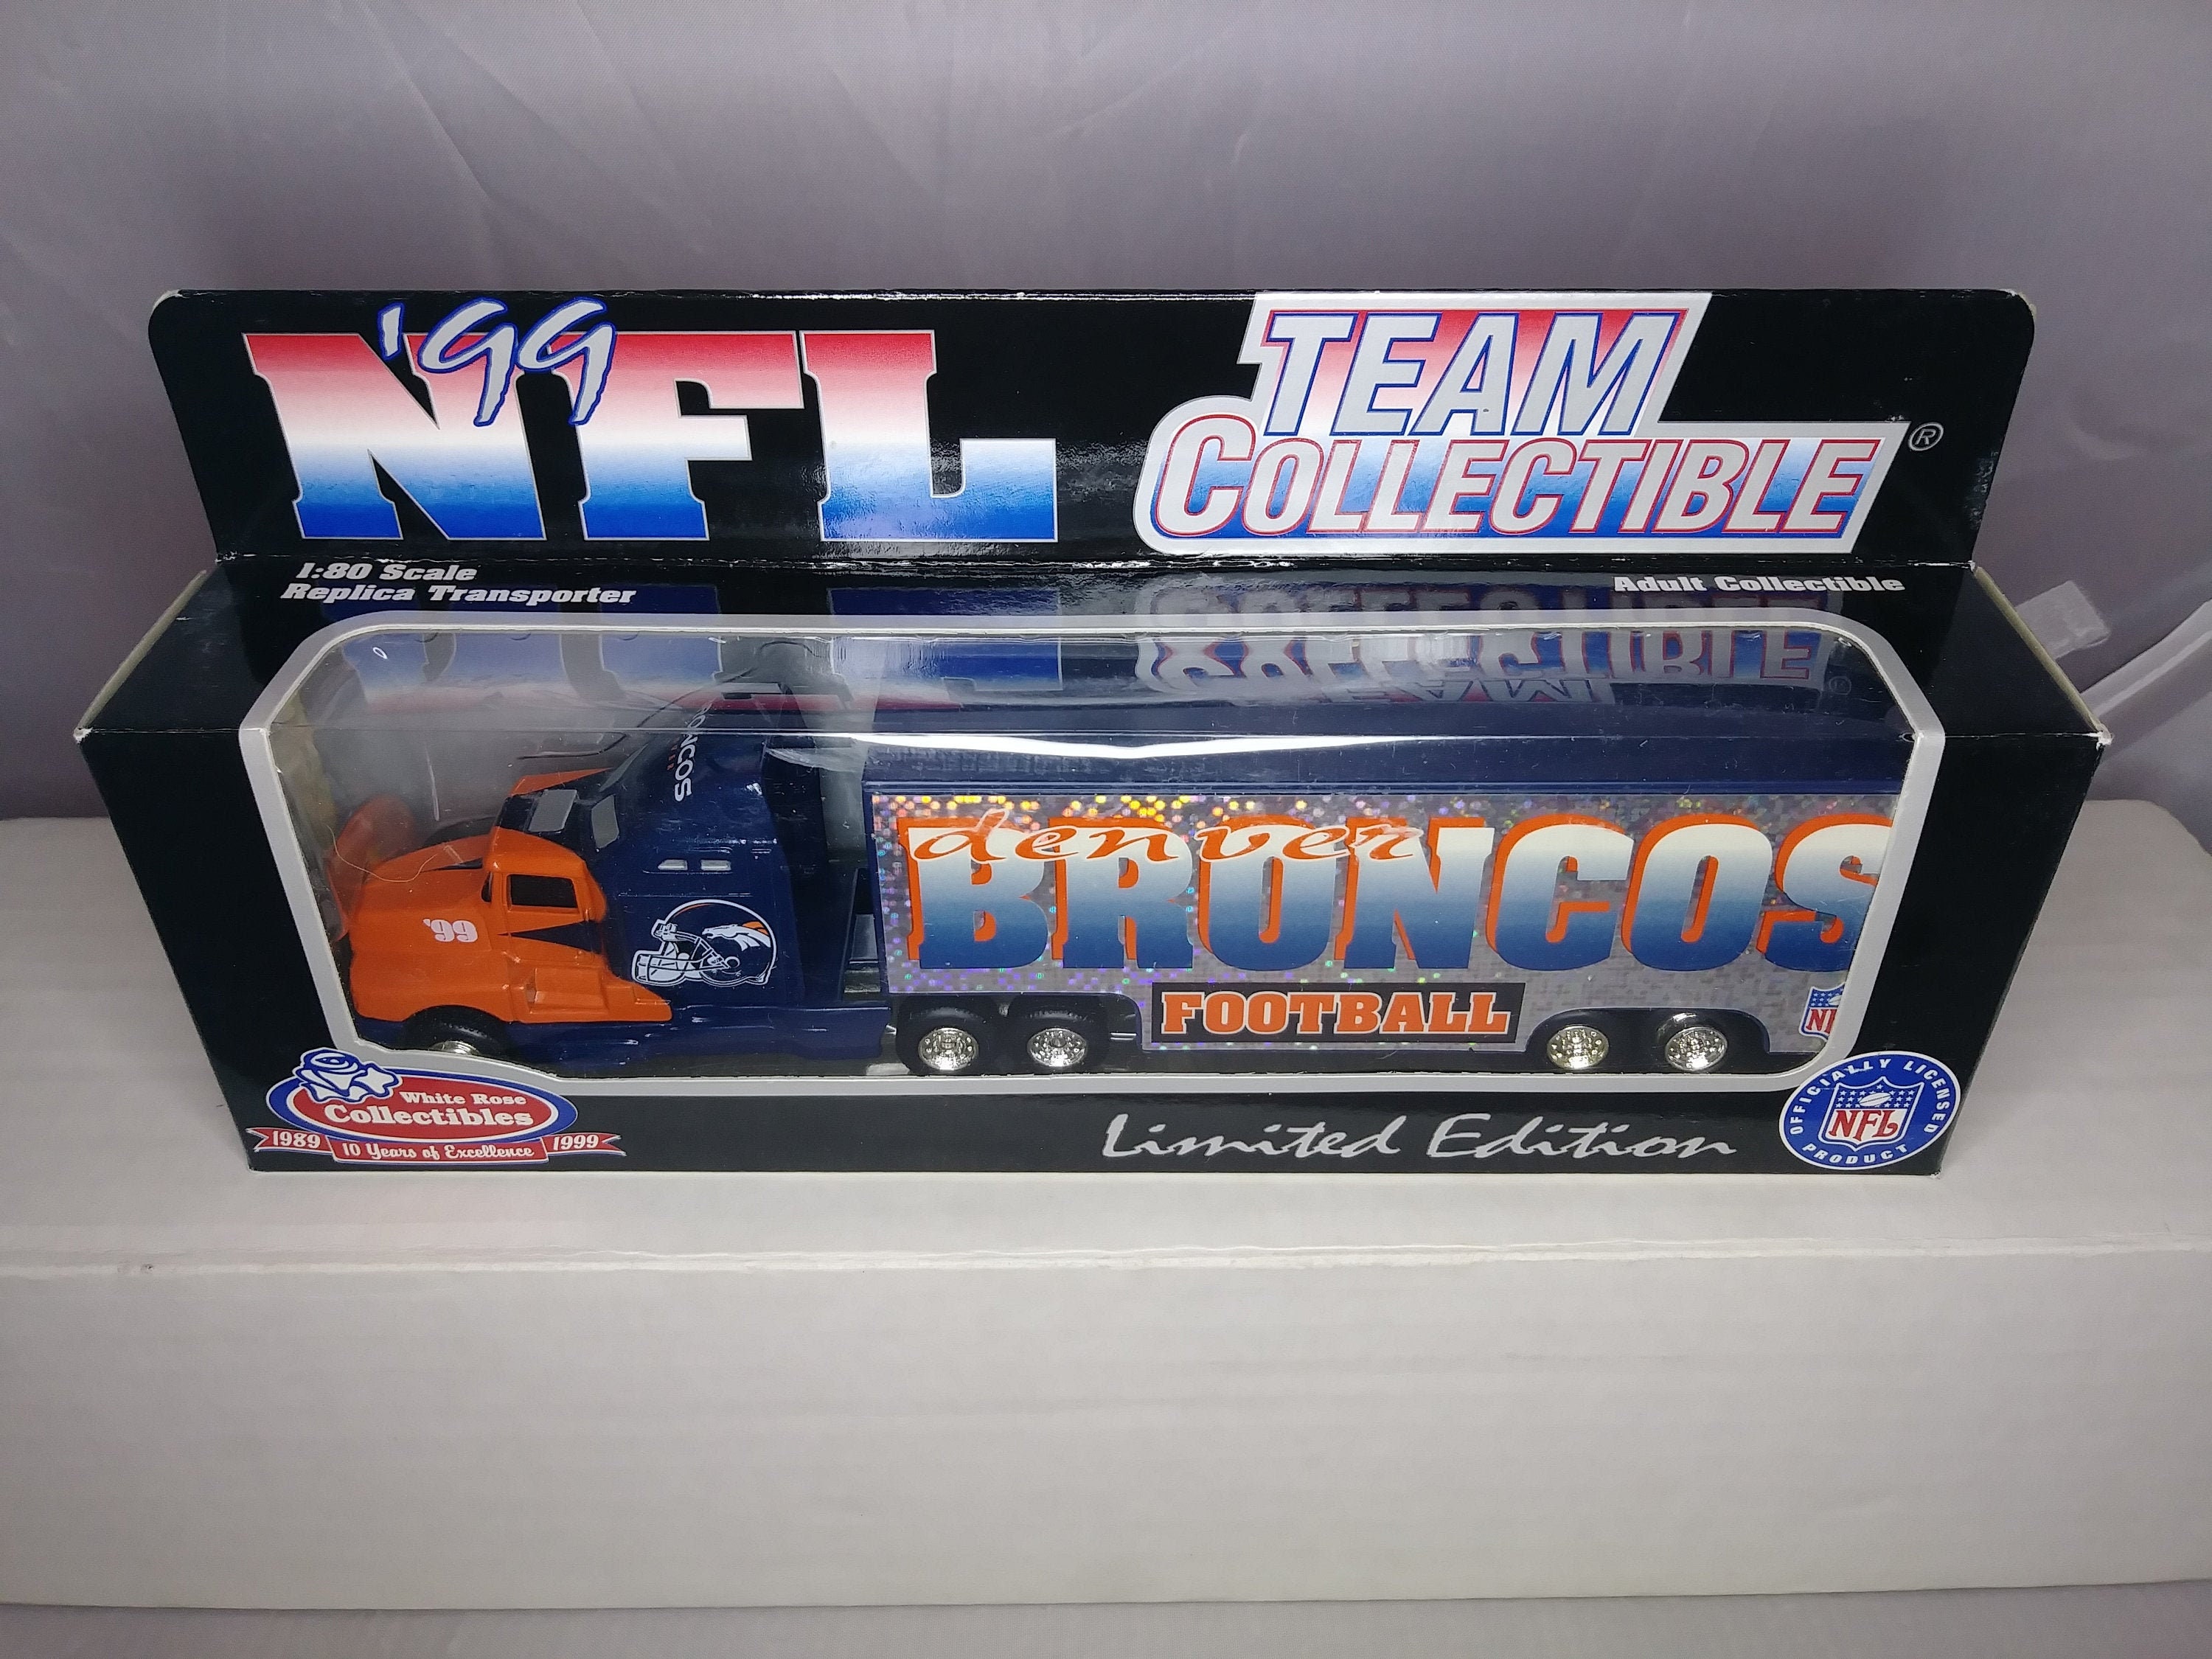 '99
NFL
TEAM
COLLECTIBLE ®
1:80 Scale
Replica Transporter
Adult Collectible
COLLECTIBLE
BRONCOS
denver
BRONCOS
'99
FOOTBALL
White Rose
Collectibles
1989 10 Years of Excellence 1999
Limited Edition
OFFICIALLY LICENSED
NFL
PRODUCT